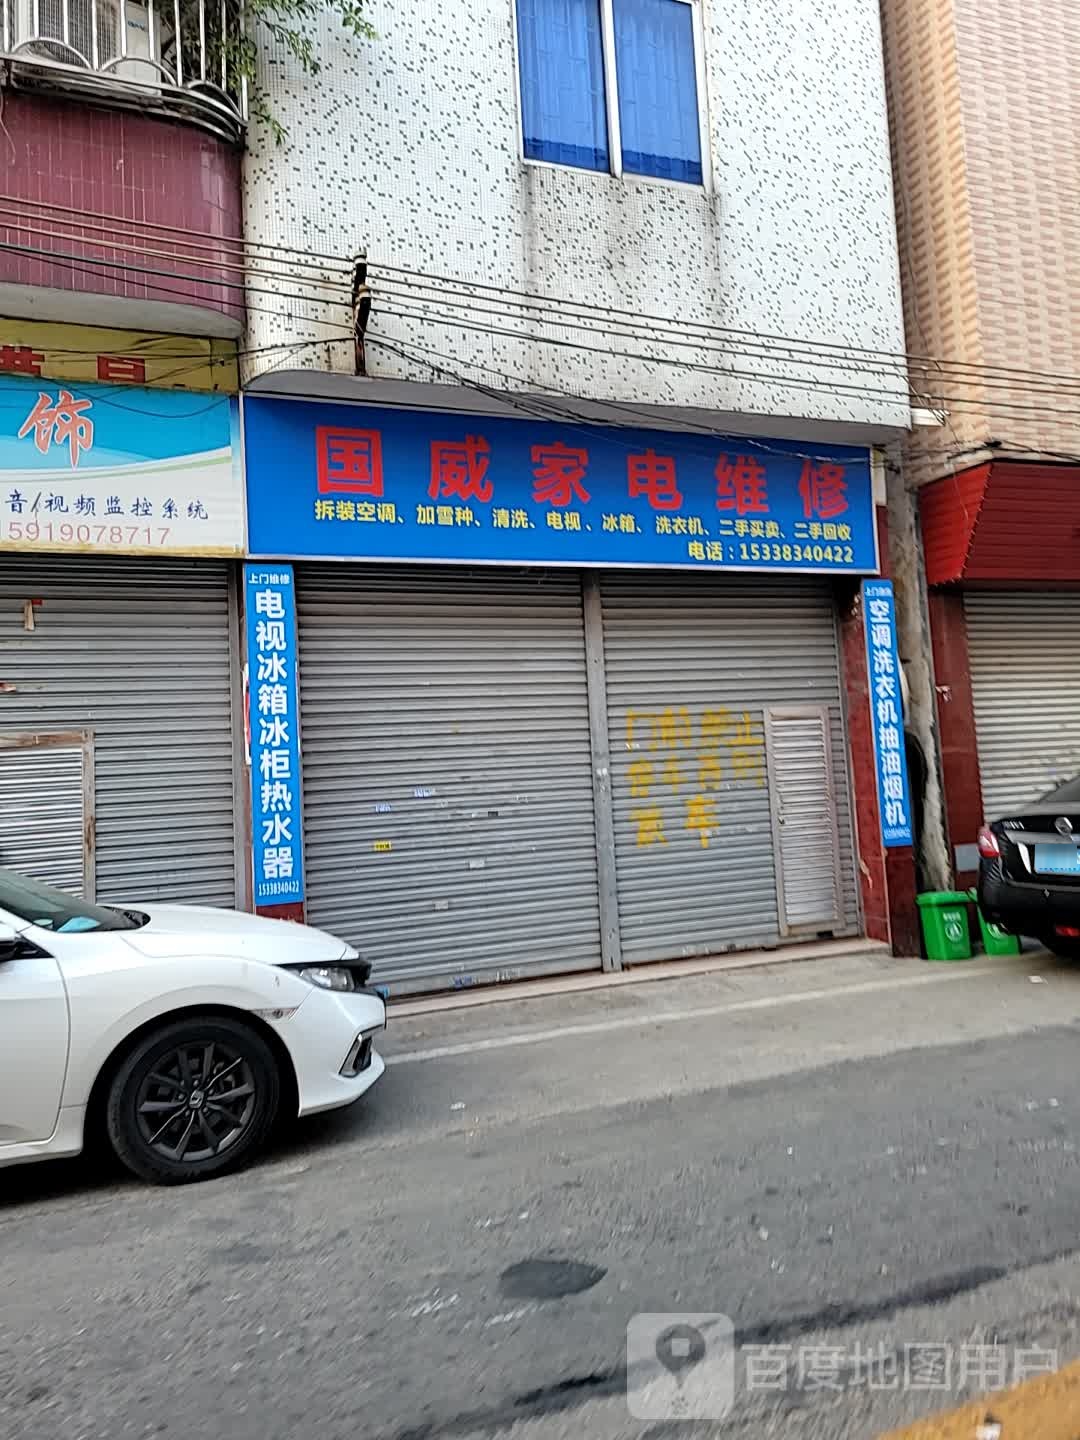 饰
音/视频监控系统
15919078717
国威家电维修
拆装空调、加雪种、清洗、电视、冰箱、洗衣机、二手买卖、二手回收
电话：15338340422
上门维修
电视冰箱冰柜热水器
15338340422
上门维修
空调洗衣机抽油烟机
门前禁止
停车否则
放 车
百度地图用户